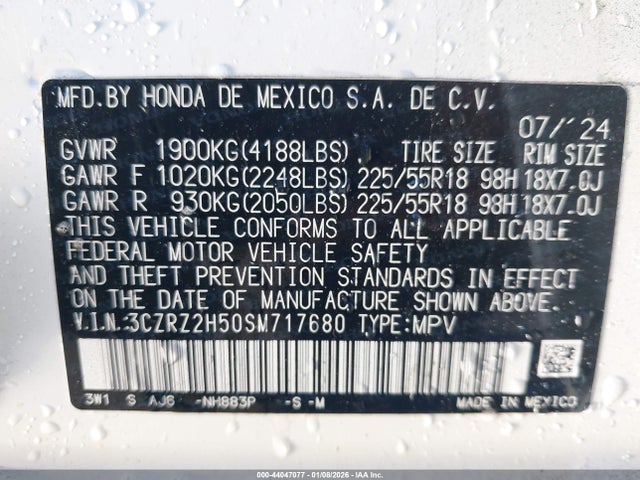 MFD.BY HONDA DE MEXICO S.A. DE C.V.
07/'24
GVWR 1900KG(4188LBS) TIRE SIZE RIM SIZE
GAWR F 1020KG(2248LBS) 225/55R18 98H 18X7.0J
GAWR R 930KG(2050LBS) 225/55R18 98H 18X7.0J
THIS VEHICLE CONFORMS TO ALL APPLICABLE
FEDERAL MOTOR VEHICLE SAFETY
AND THEFT PREVENTION STANDARDS IN EFFECT
ON THE DATE OF MANUFACTURE SHOWN ABOVE.
V.I.N.3CZRZ2H50SM717680 TYPE:MPV
3W1 S AJ6 -NH883P -S-M MADE IN MEXICO
000-44047077 - 01/08/2026 - IAA Inc.